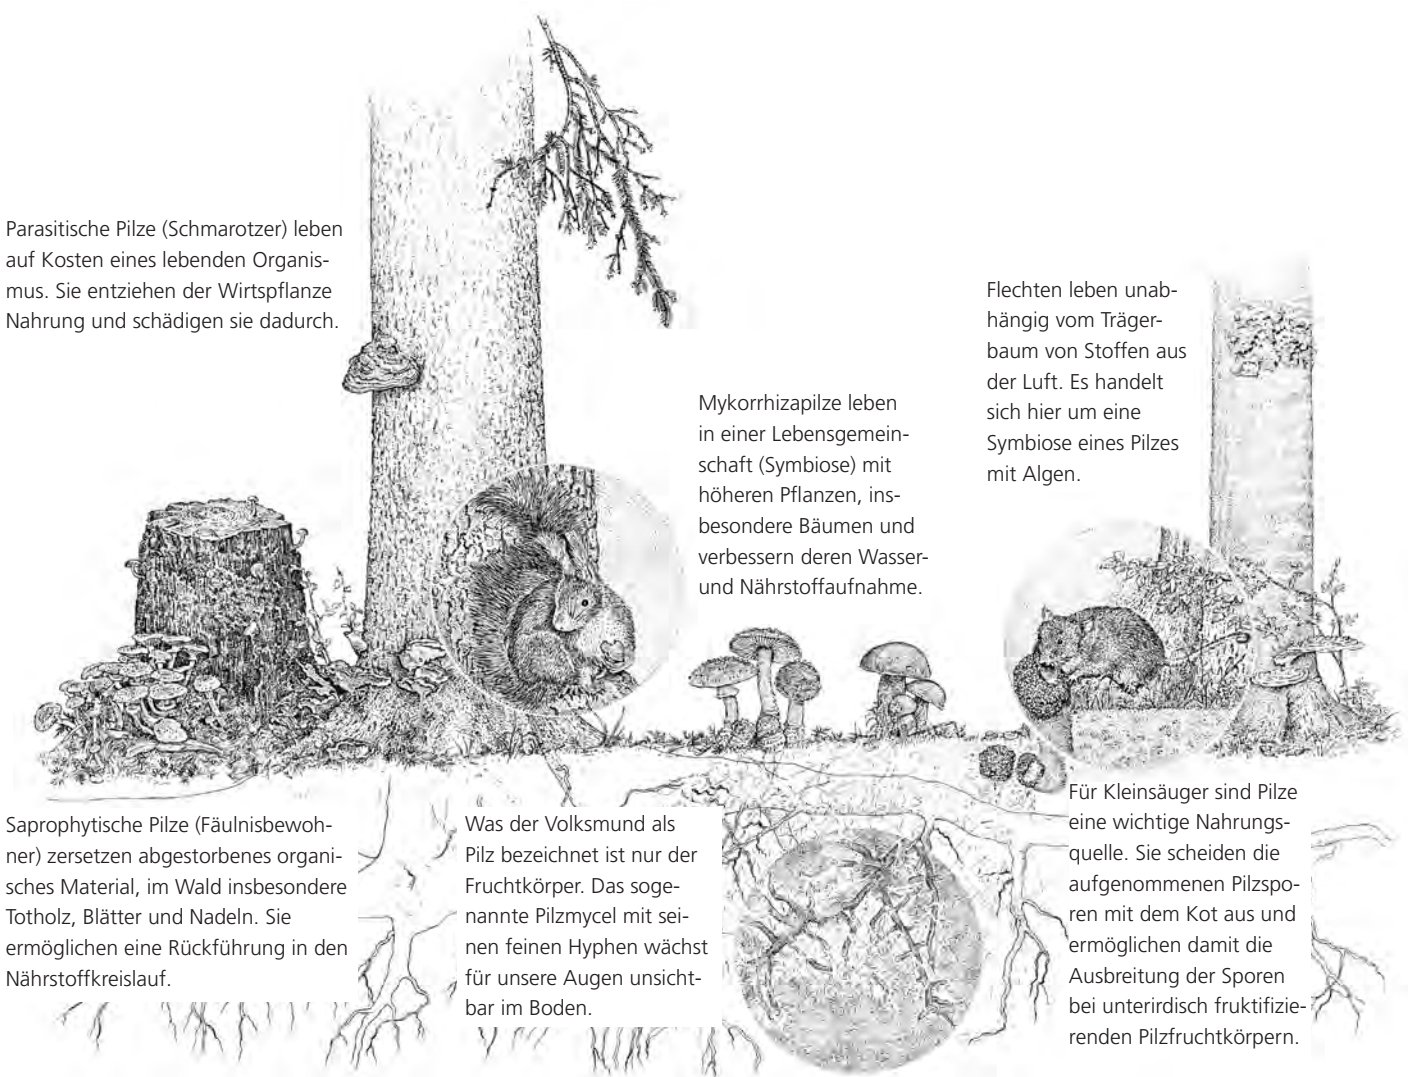 Parasitische Pilze (Schmarotzer) leben
auf Kosten eines lebenden Organis-
mus. Sie entziehen der Wirtspflanze
Nahrung und schädigen sie dadurch.
Flechten leben unab-
hängig vom Träger-
baum von Stoffen aus
der Luft. Es handelt
sich hier um eine
Symbiose eines Pilzes
mit Algen.
Mykorrhizapilze leben
in einer Lebensgemein-
schaft (Symbiose) mit
höheren Pflanzen, ins-
besondere Bäumen und
verbessern deren Wasser-
und Nährstoffaufnahme.
Saprophytische Pilze (Fäulnisbewoh-
ner) zersetzen abgestorbenes organi-
sches Material, im Wald insbesondere
Totholz, Blätter und Nadeln. Sie
ermöglichen eine Rückführung in den
Nährstoffkreislauf.
Was der Volksmund als
Pilz bezeichnet ist nur der
Fruchtkörper. Das soge-
nannte Pilzmycel mit sei-
nen feinen Hyphen wächst
für unsere Augen unsicht-
bar im Boden.
Für Kleinsäuger sind Pilze
eine wichtige Nahrungs-
quelle. Sie scheiden die
aufgenommenen Pilzspo-
ren mit dem Kot aus und
ermöglichen damit die
Ausbreitung der Sporen
bei unterirdisch fruktifizie-
renden Pilzfruchtkörpern.